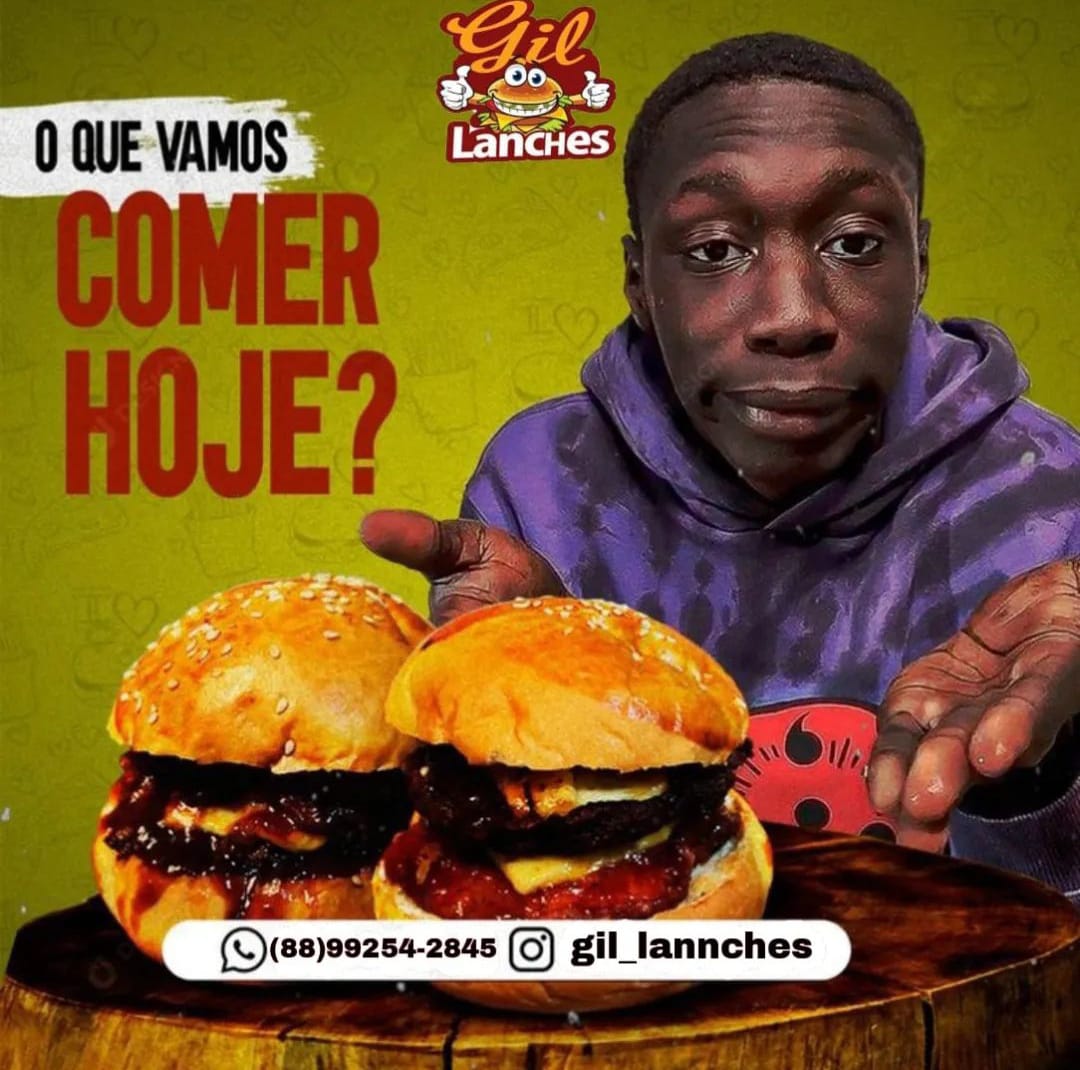 Gil
Lanches
O QUE VAMOS
COMER
HOJE?
(88)99254-2845 gil_lannches